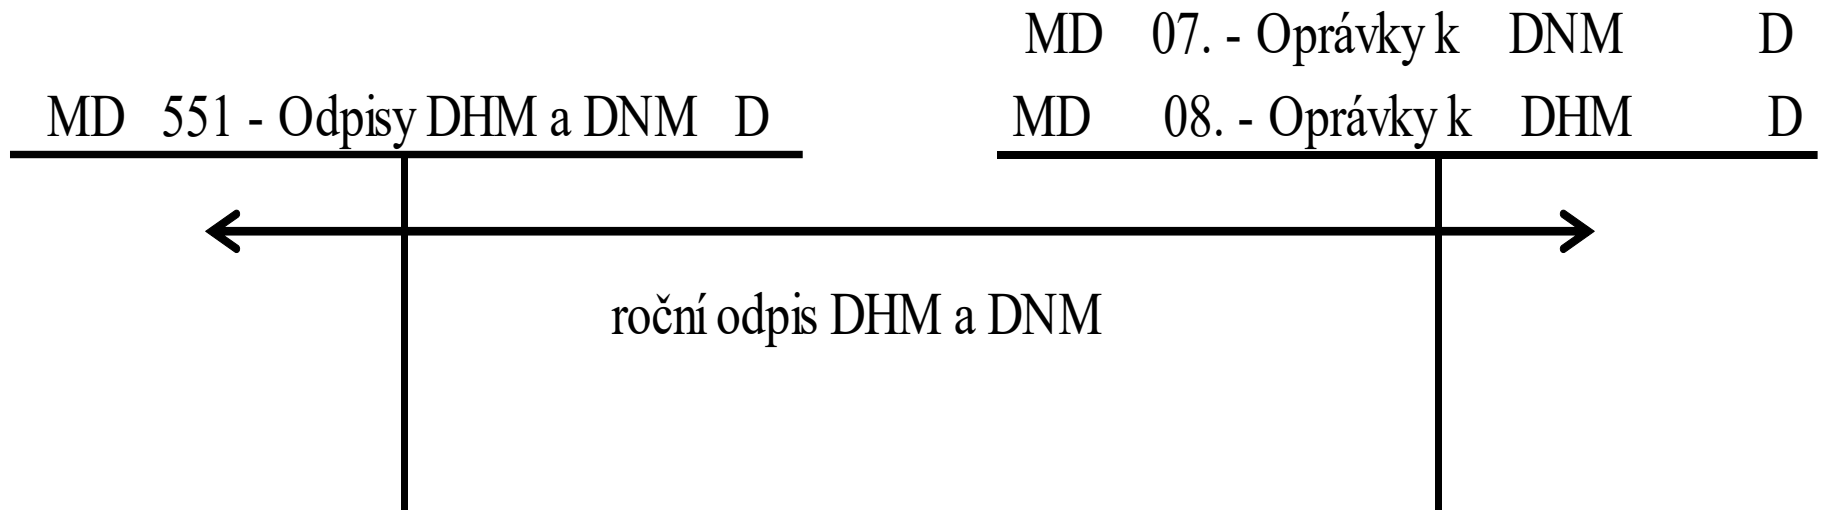 MD 07. - Oprávky k DNM D
MD 551 - Odpisy DHM a DNM D
MD 08. - Oprávky k DHM D
roční odpis DHM a DNM